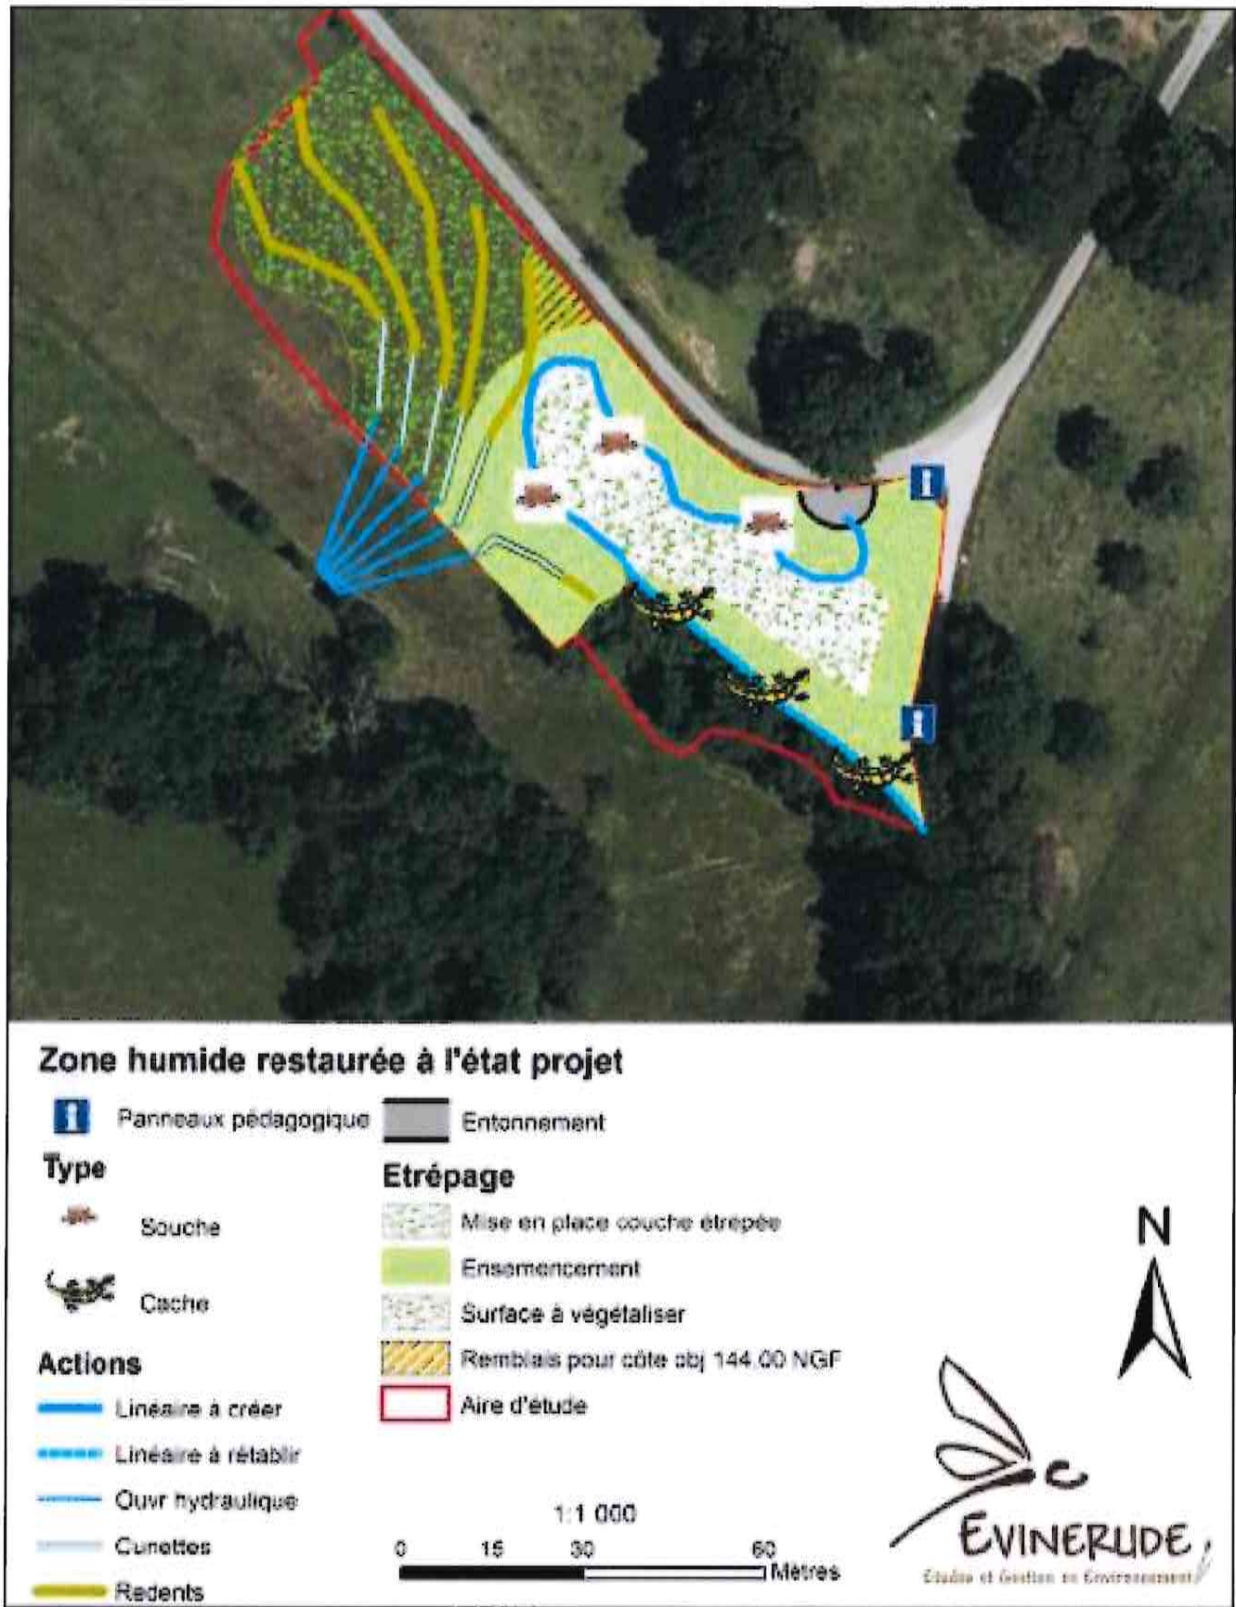 Zone humide restaurée à l'état projet
Panneaux pédagogique
Entonnement
Type
Souche
Cache
Etrépage
Mise en place couche étrepée
Ensemencement
Surface à végétaliser
Remblais pour côte obj 144.00 NGF
Aire d'étude
Actions
Linéaire à créer
Linéaire à rétablir
Ouvr hydraulique
Cunettes
Redents
1:1 000
0 15 30 60
Mètres
N
EVINERUDE
Etudes et Gestion en Environnement